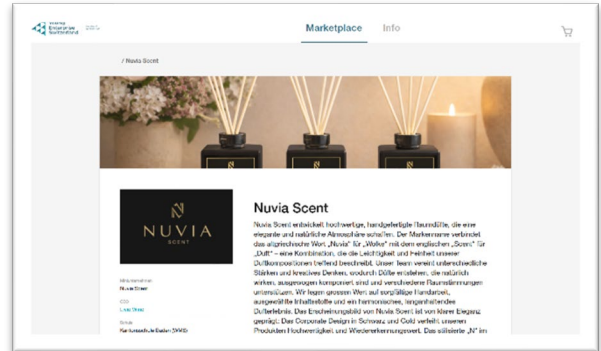 Marketplace Info
/ Nuvia Scent
NUVIA
SCENT
Nuvia Scent
Nuvia Scent entwickelt hochwertige, handgefertigte Raumdüfte, die eine
elegante und natürliche Atmosphäre schaffen. Der Markenname verbindet
das altgriechische Wort „Nuvia“ für „Wolke“ mit dem englischen „Scent“ für
„Duft“ – eine Kombination, die die Leichtigkeit und Feinheit unserer
Duftkompositionen treffend beschreibt. Unser Team vereint unterschiedliche
Stärken und kreatives Denken, wodurch Düfte entstehen, die natürlich
wirken, ausgewogen komponiert sind und verschiedene Raumstimmungen
unterstützen. Wir legen grossen Wert auf sorgfältige Handarbeit,
ausgewählte Inhaltsstoffe und ein harmonisches, langanhaltendes
Dufterlebnis. Das Erscheinungsbild von Nuvia Scent ist von klarer Eleganz
geprägt: Das Corporate Design in Schwarz und Gold verleiht unseren
Produkten Hochwertigkeit und Wiedererkennungswert. Das stilisierte „N“ im
Nuvia Scent
CEO
Schule
Kantonsschule Baden (WMS)